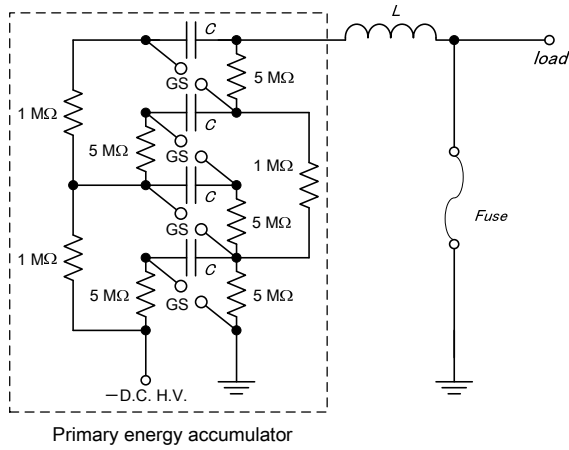 L
C
load
GS
5 MΩ
1 MΩ
C
5 MΩ
GS
1 MΩ
C
GS
5 MΩ
Fuse
1 MΩ
C
5 MΩ
GS
5 MΩ
—D.C. H.V.
Primary energy accumulator